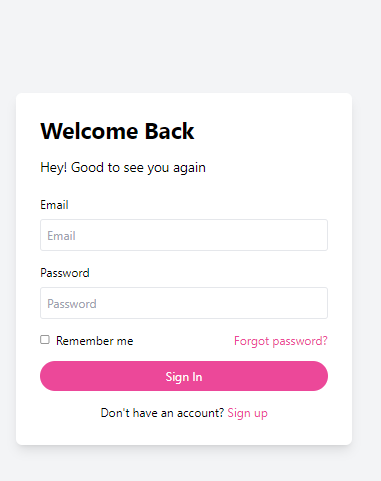 Welcome Back
Hey! Good to see you again
Email
Email
Password
Password
Remember me Forgot password?
Sign In
Don't have an account? Sign up